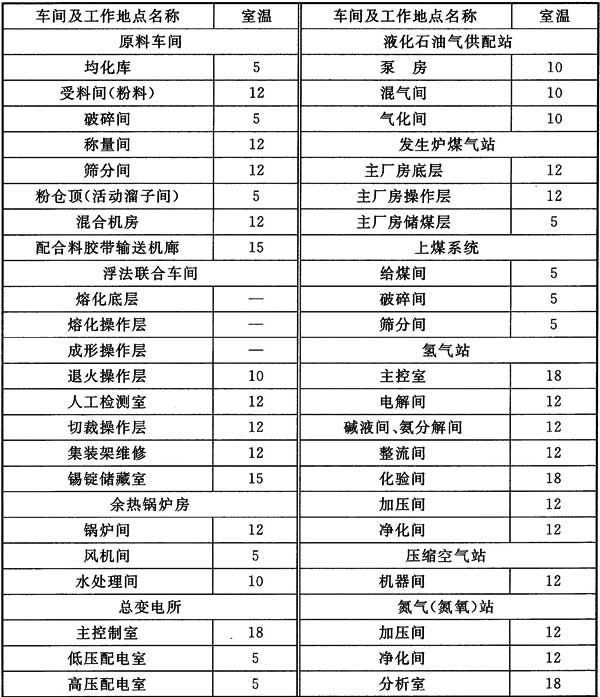 车间及工作地点名称 室温
原料车间
均化库 5
受料间(粉料) 12
破碎间 5
称量间 12
筛分间 12
粉仓顶(活动溜子间) 5
混合机房 12
配合料胶带输送机廊 15
浮法联合车间
熔化底层 —
熔化操作层 —
成形操作层 —
退火操作层 10
人工检测室 12
切裁操作层 12
集装架维修 12
锡锭储藏室 15
余热锅炉房
锅炉间 12
风机间 5
水处理间 10
总变电所
主控制室 18
低压配电室 5
高压配电室 5
车间及工作地点名称 室温
液化石油气供配站
泵 房 10
混气间 10
气化间 10
发生炉煤气站
主厂房底层 12
主厂房操作层 12
主厂房储煤层 5
上煤系统
给煤间 5
破碎间 5
筛分间 5
氢气站
主控室 18
电解间 12
碱液间、氨分解间 12
整流间 12
化验间 18
加压间 12
净化间 12
压缩空气站
机器间 12
氮气(氮氧)站
加压间 12
净化间 12
分析室 18